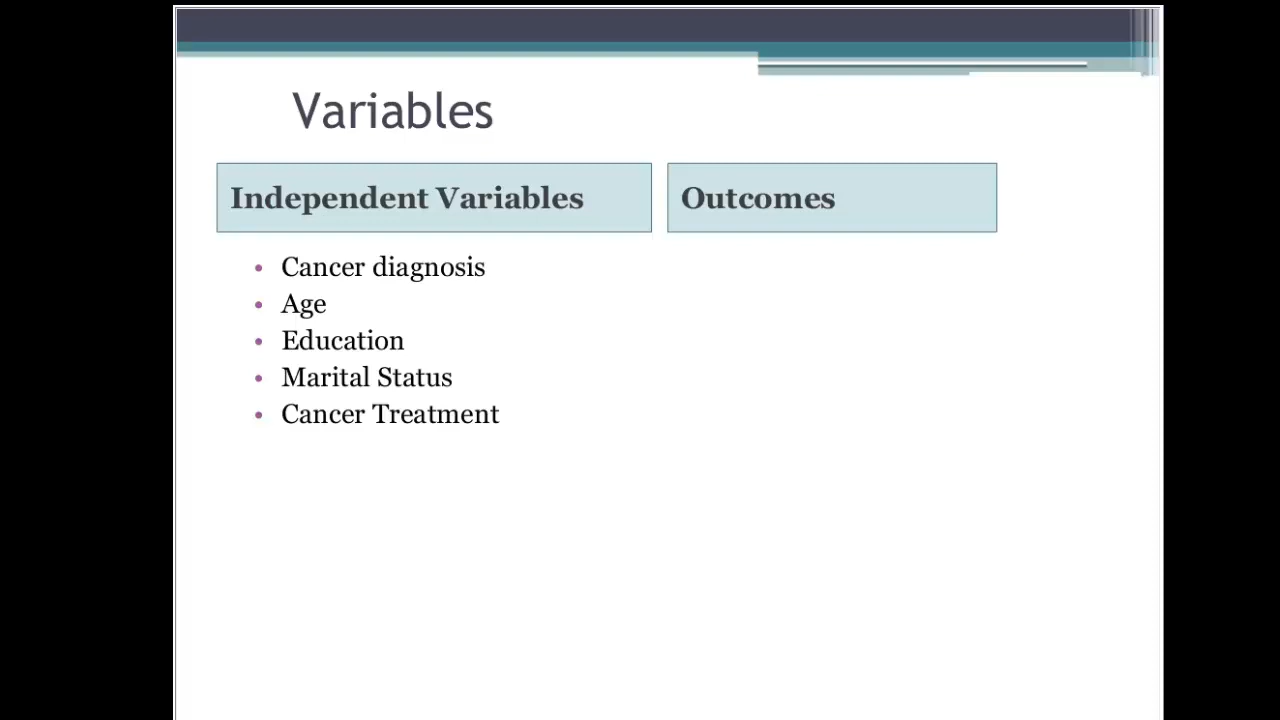 Variables
Independent Variables
Outcomes
• Cancer diagnosis
• Age
• Education
• Marital Status
• Cancer Treatment